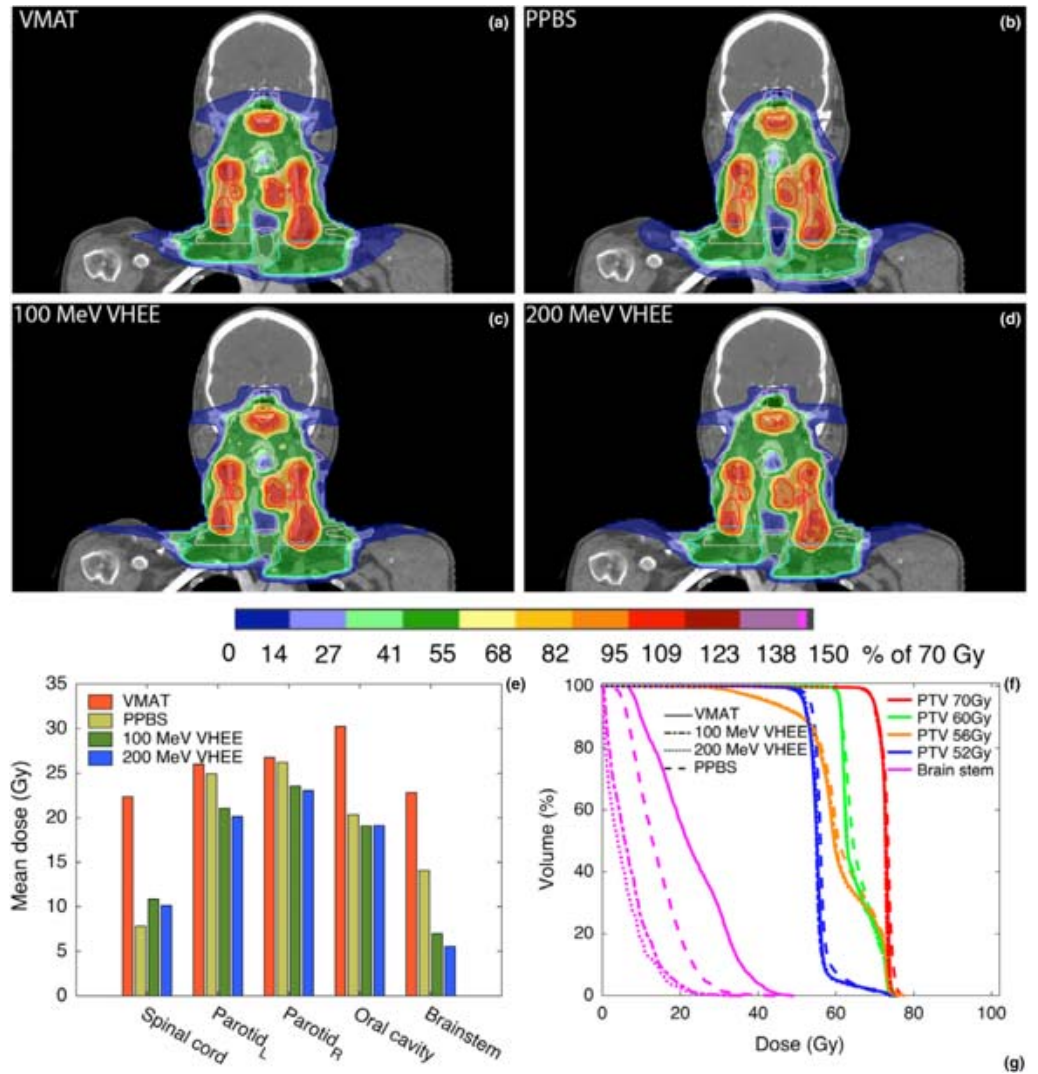 VMAT (a)
PPBS (b)
100 MeV VHEE (c)
200 MeV VHEE (d)
0 14 27 41 55 68 82 95 109 123 138 150 % of 70 Gy
(e)
35
30
25
20
15
10
5
0
Mean dose (Gy)
VMAT
PPBS
100 MeV VHEE
200 MeV VHEE
Spinal cord
Parotid_L
Parotid_R
Oral cavity
Brainstem
(f)
100
80
60
40
20
0
Volume (%)
VMAT
100 MeV VHEE
200 MeV VHEE
PPBS
PTV 70Gy
PTV 60Gy
PTV 56Gy
PTV 52Gy
Brain stem
0 20 40 60 80 100
Dose (Gy)
(g)